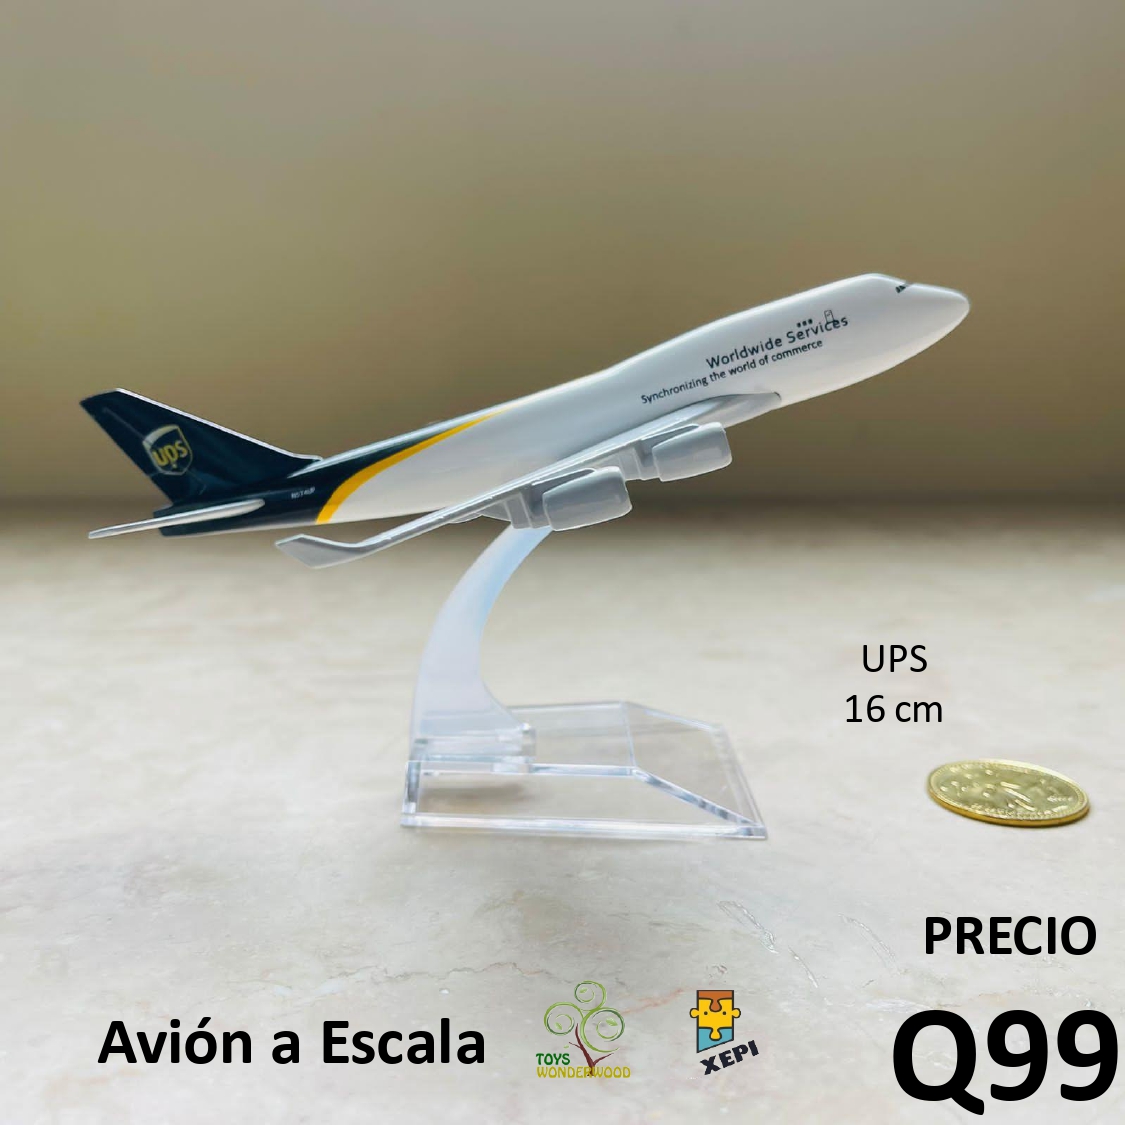 Worldwide Services
Synchronizing the world of commerce
UPS
UPS
16 cm
PRECIO
Avión a Escala
TOYS
WONDERWOOD
XEPI
Q99